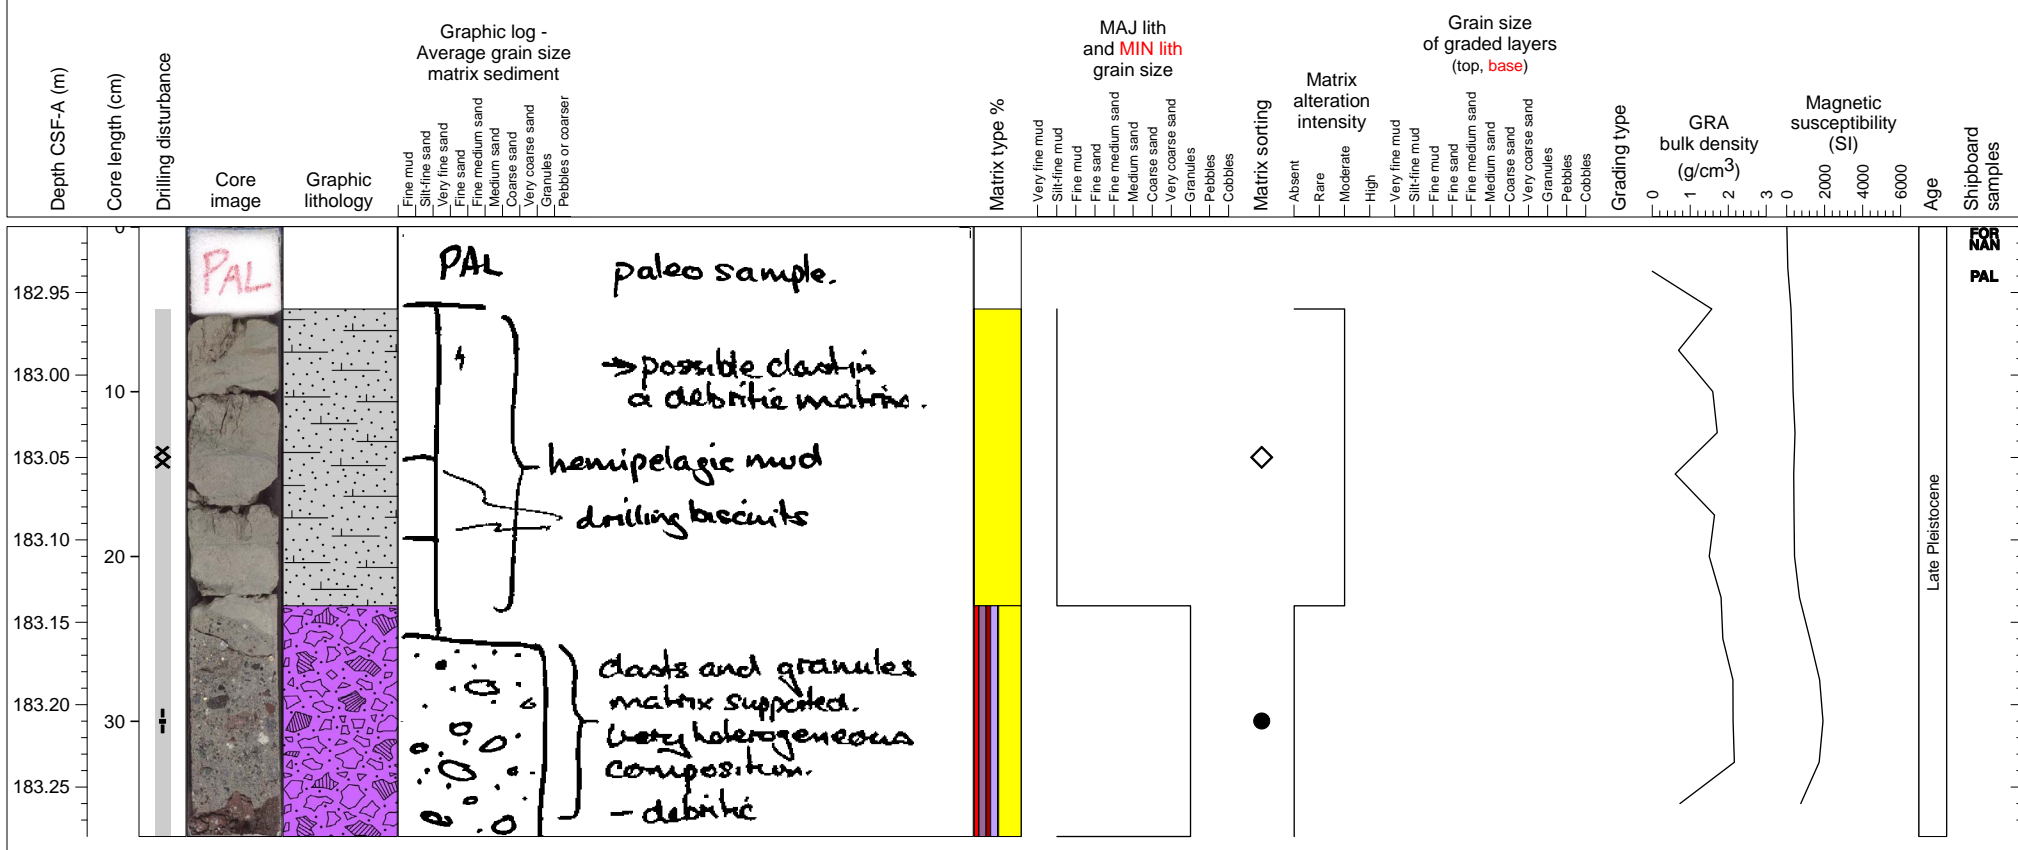 Depth CSF-A (m)
Core length (cm)
Drilling disturbance
Core
image
Graphic
lithology
Graphic log -
Average grain size
matrix sediment
Fine mud
Silt-fine sand
Very fine sand
Fine sand
Fine medium sand
Medium sand
Coarse sand
Very coarse sand
Granules
Pebbles or coarser
Matrix type %
MAJ lith
and MIN lith
grain size
Very fine mud
Silt-fine mud
Fine mud
Fine sand
Fine medium sand
Medium sand
Coarse sand
Very coarse sand
Granules
Pebbles
Cobbles
Matrix sorting
Matrix
alteration
intensity
Absent
Rare
Moderate
High
Grain size
of graded layers
(top, base)
Very fine mud
Silt-fine mud
Fine mud
Fine sand
Fine medium sand
Medium sand
Coarse sand
Very coarse sand
Granules
Pebbles
Cobbles
Grading type
GRA
bulk density
(g/cm3)
0 1 2 3
Magnetic
susceptibility
(SI)
0 2000 4000 6000
Age
Shipboard
samples
182.95
183.00
183.05
183.10
183.15
183.20
183.25
0
10
20
30
PAL
PAL
paleo sample.
→ possible clast in
a debritic matrix.
hemipelagic mud
drilling biscuits
clasts and granules
matrix supported.
very heterogeneous
composition.
- debritic
Late Pleistocene
FOR
NAN
PAL